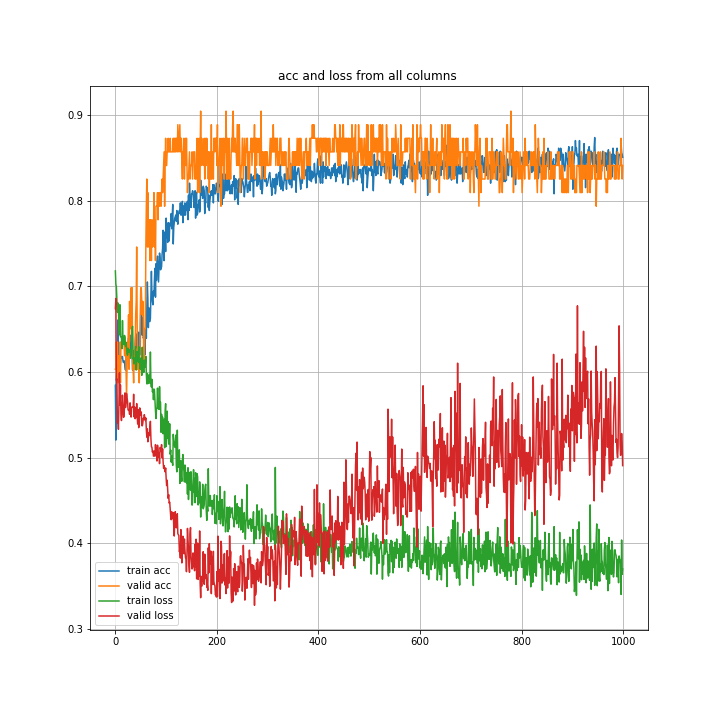 acc and loss from all columns
0.9
0.8
0.7
0.6
0.5
0.4
0.3
train acc
valid acc
train loss
valid loss
0 200 400 600 800 1000